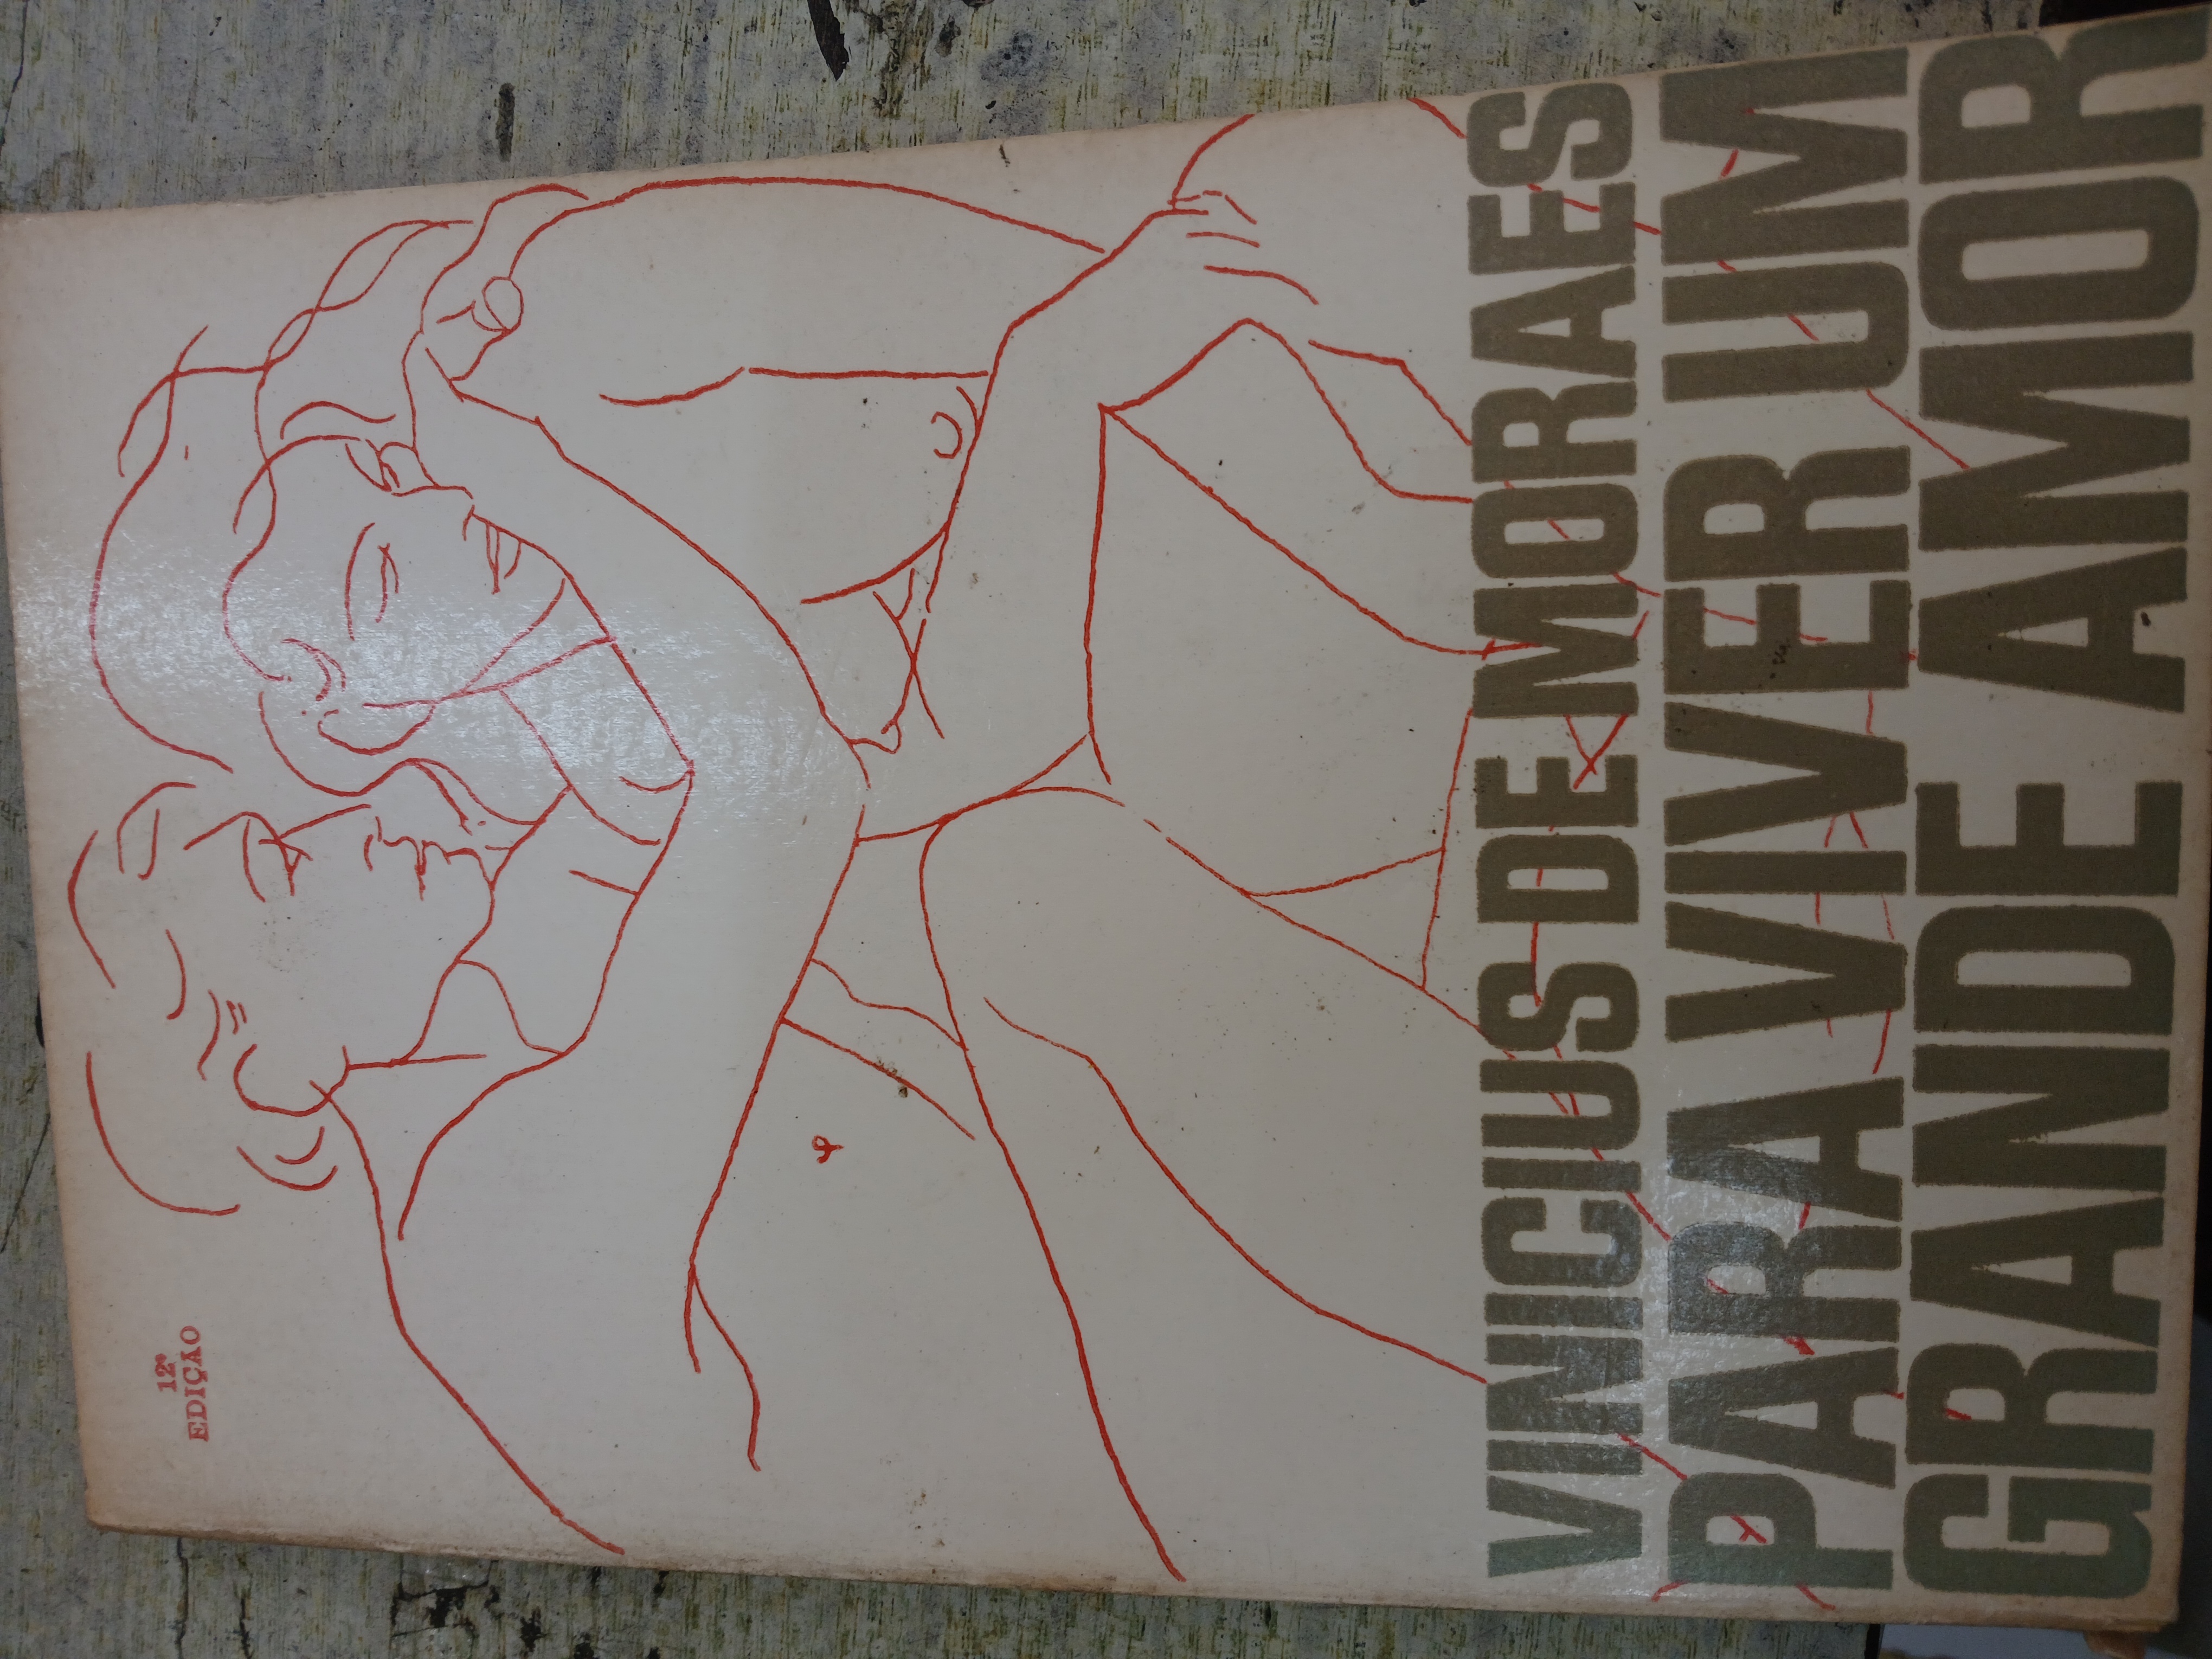 12ª
EDIÇÃO
VINICIUS DE MORAES
PARA VIVER UM
GRANDE AMOR